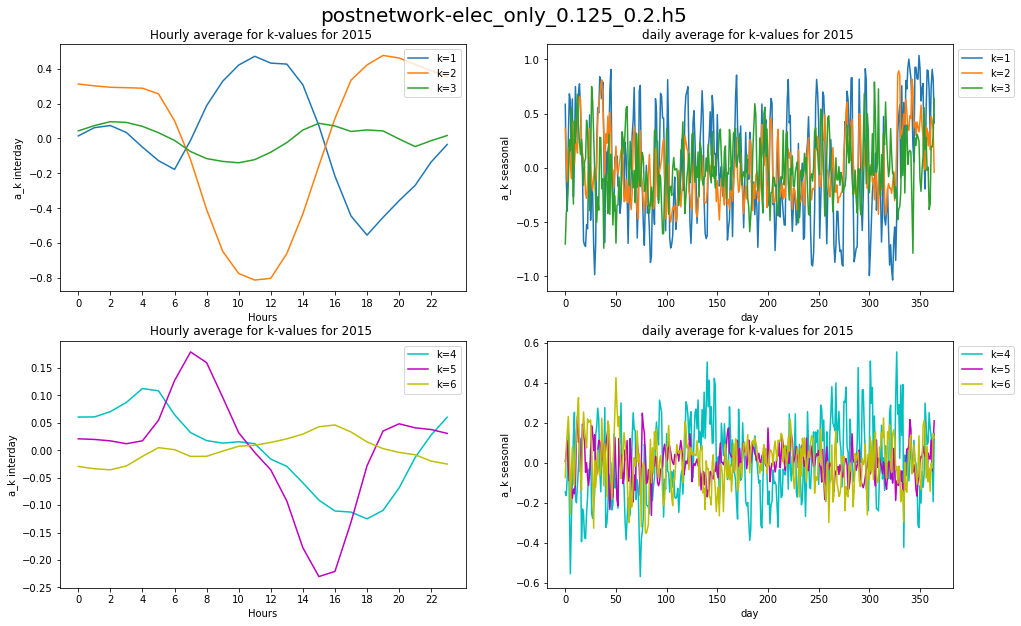 postnetwork-elec_only_0.125_0.2.h5
Hourly average for k-values for 2015
a_k interday
0.4
0.2
0.0
−0.2
−0.4
−0.6
−0.8
0 2 4 6 8 10 12 14 16 18 20 22
Hours
k=1
k=2
k=3
daily average for k-values for 2015
a_k seasonal
1.0
0.5
0.0
−0.5
−1.0
0 50 100 150 200 250 300 350
day
k=1
k=2
k=3
Hourly average for k-values for 2015
a_k interday
0.15
0.10
0.05
0.00
−0.05
−0.10
−0.15
−0.20
−0.25
0 2 4 6 8 10 12 14 16 18 20 22
Hours
k=4
k=5
k=6
daily average for k-values for 2015
a_k seasonal
0.6
0.4
0.2
0.0
−0.2
−0.4
−0.6
0 50 100 150 200 250 300 350
day
k=4
k=5
k=6